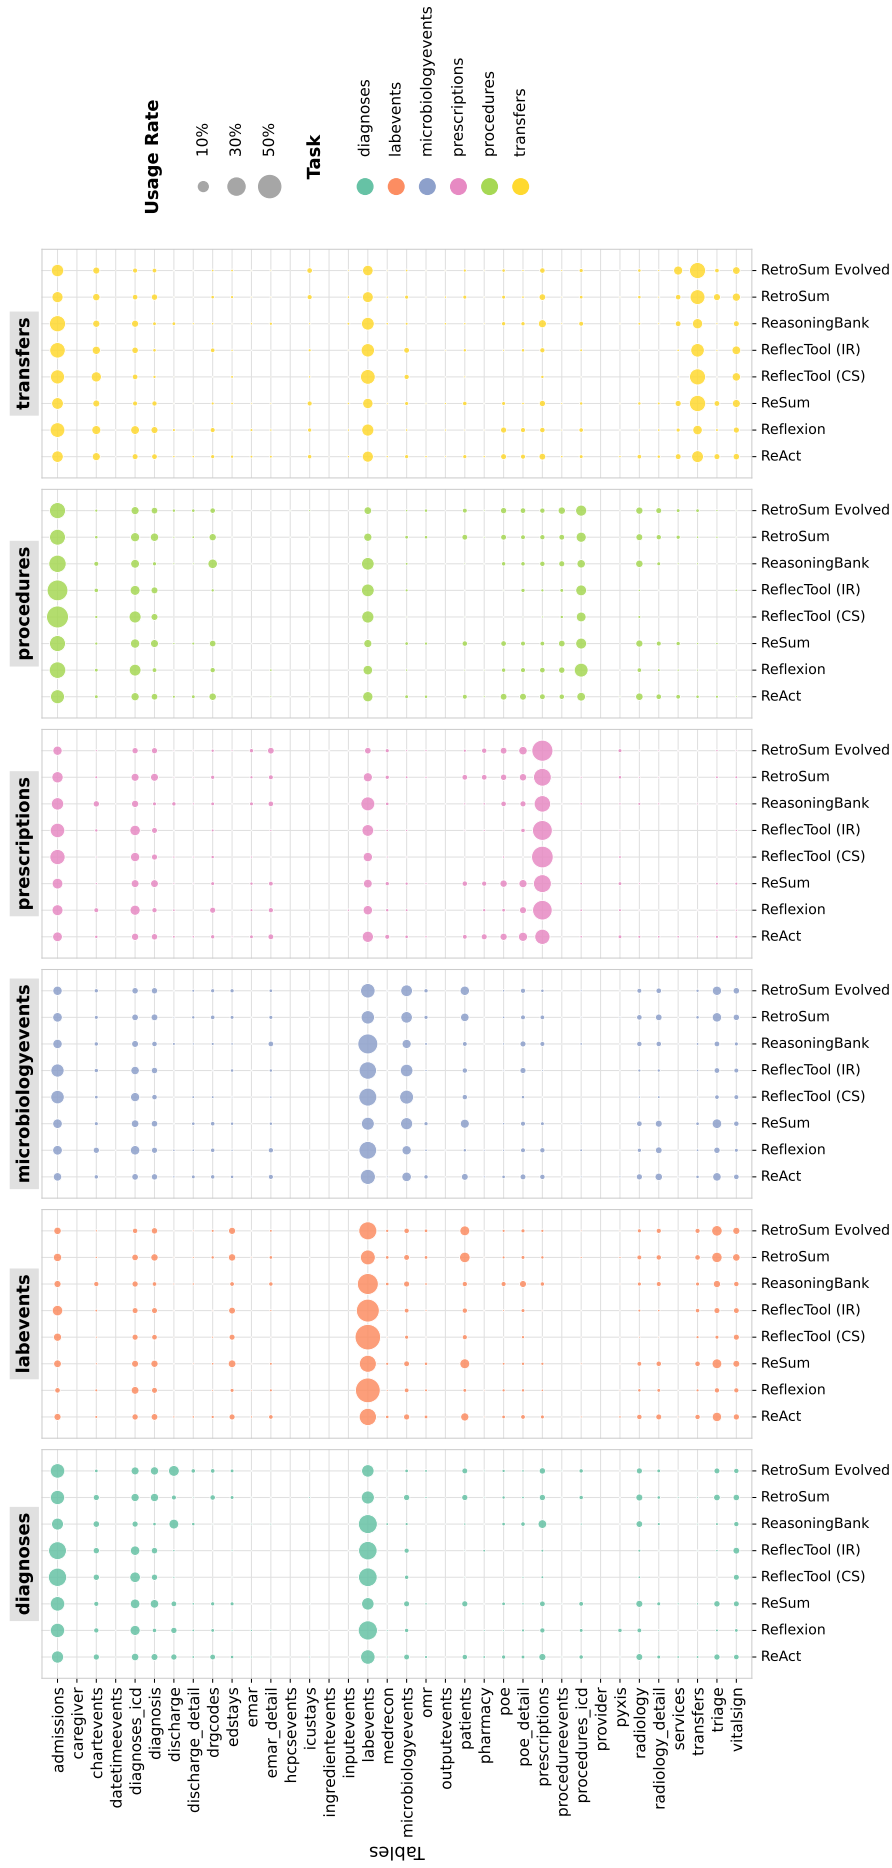 Usage Rate
10%
30%
50%
Task
diagnoses
labevents
microbiologyevents
prescriptions
procedures
transfers
transfers
RetroSum Evolved
RetroSum
ReasoningBank
ReflecTool (IR)
ReflecTool (CS)
ReSum
Reflexion
ReAct
procedures
RetroSum Evolved
RetroSum
ReasoningBank
ReflecTool (IR)
ReflecTool (CS)
ReSum
Reflexion
ReAct
prescriptions
RetroSum Evolved
RetroSum
ReasoningBank
ReflecTool (IR)
ReflecTool (CS)
ReSum
Reflexion
ReAct
microbiologyevents
RetroSum Evolved
RetroSum
ReasoningBank
ReflecTool (IR)
ReflecTool (CS)
ReSum
Reflexion
ReAct
labevents
RetroSum Evolved
RetroSum
ReasoningBank
ReflecTool (IR)
ReflecTool (CS)
ReSum
Reflexion
ReAct
diagnoses
RetroSum Evolved
RetroSum
ReasoningBank
ReflecTool (IR)
ReflecTool (CS)
ReSum
Reflexion
ReAct
admissions
caregiver
chartevents
datetimeevents
diagnoses_icd
diagnosis
discharge
discharge_detail
drgcodes
edstays
emar
emar_detail
hcpcsevents
icustays
ingredientevents
inputevents
labevents
medrecon
microbiologyevents
omr
outputevents
patients
pharmacy
poe
poe_detail
prescriptions
procedureevents
procedures_icd
provider
pyxis
radiology
radiology_detail
services
transfers
triage
vitalsign
Tables